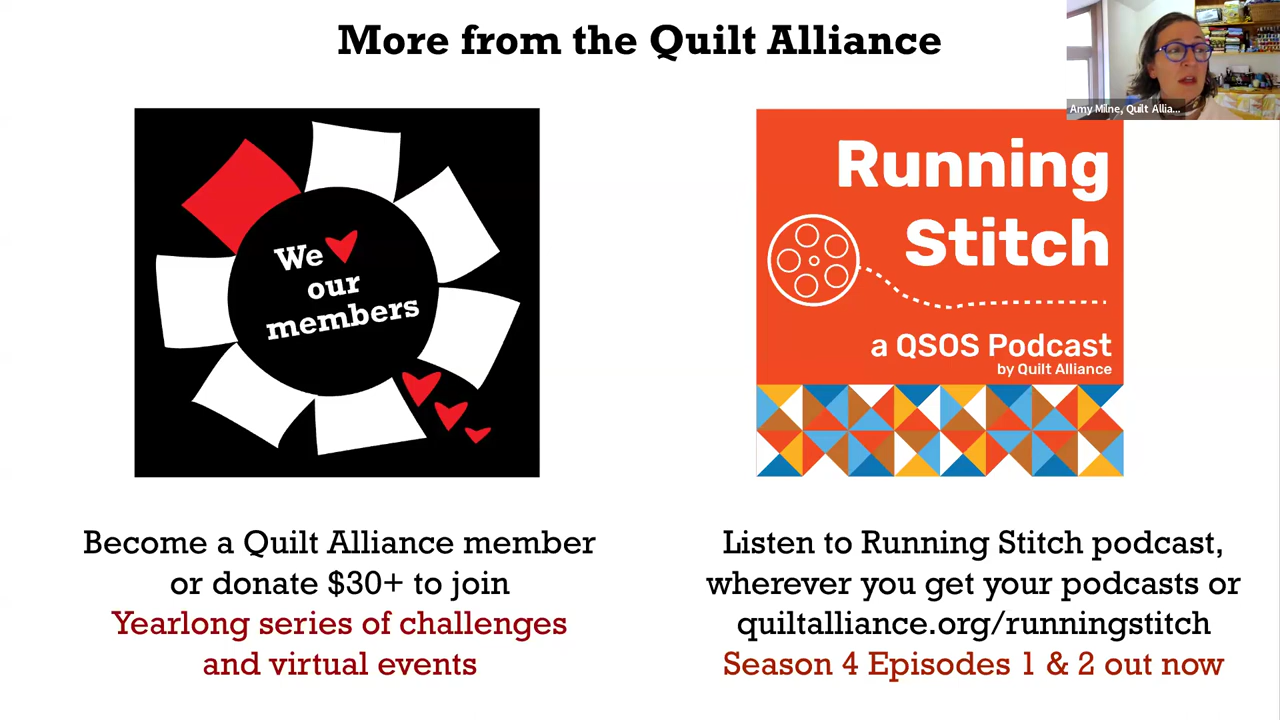 More from the Quilt Alliance
Amy Milne, Quilt Allia...
We
our
members
Running
Stitch
a QSOS Podcast
by Quilt Alliance
Become a Quilt Alliance member
or donate $30+ to join
Yearlong series of challenges
and virtual events
Listen to Running Stitch podcast,
wherever you get your podcasts or
quiltalliance.org/runningstitch
Season 4 Episodes 1 & 2 out now